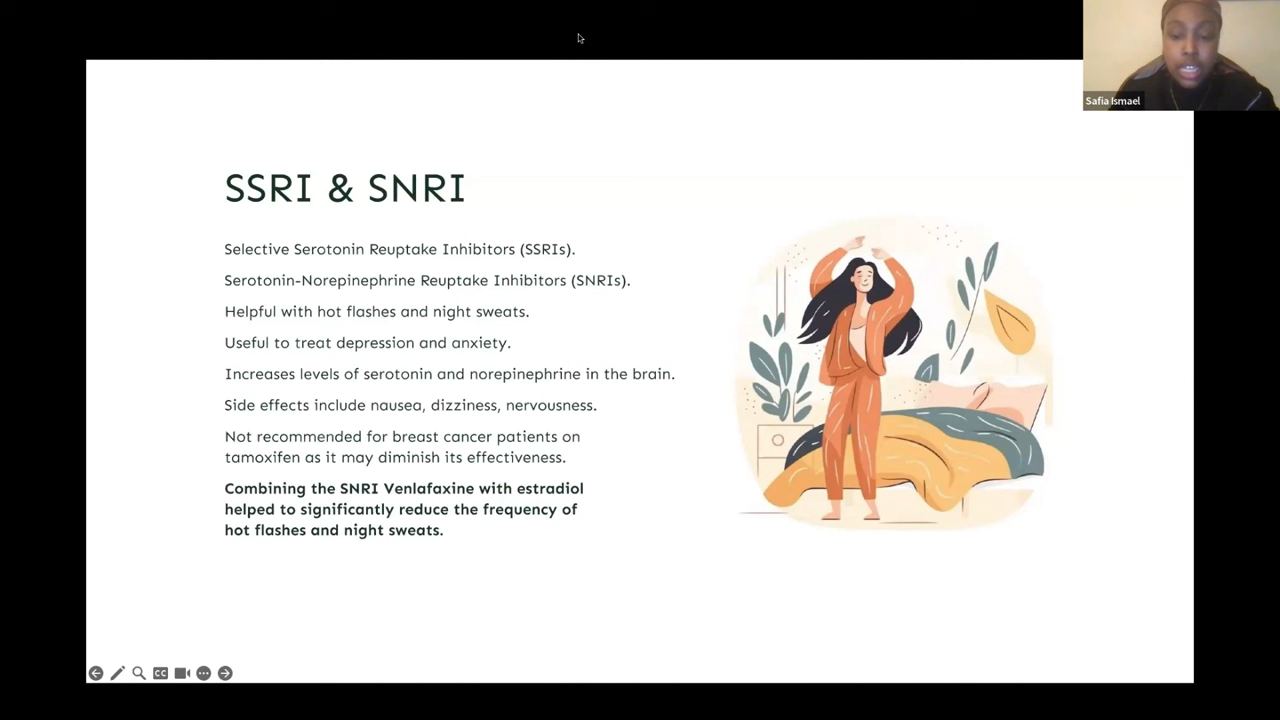 Safia Ismael
SSRI & SNRI
Selective Serotonin Reuptake Inhibitors (SSRIs).
Serotonin-Norepinephrine Reuptake Inhibitors (SNRIs).
Helpful with hot flashes and night sweats.
Useful to treat depression and anxiety.
Increases levels of serotonin and norepinephrine in the brain.
Side effects include nausea, dizziness, nervousness.
Not recommended for breast cancer patients on
tamoxifen as it may diminish its effectiveness.
Combining the SNRI Venlafaxine with estradiol
helped to significantly reduce the frequency of
hot flashes and night sweats.
CC